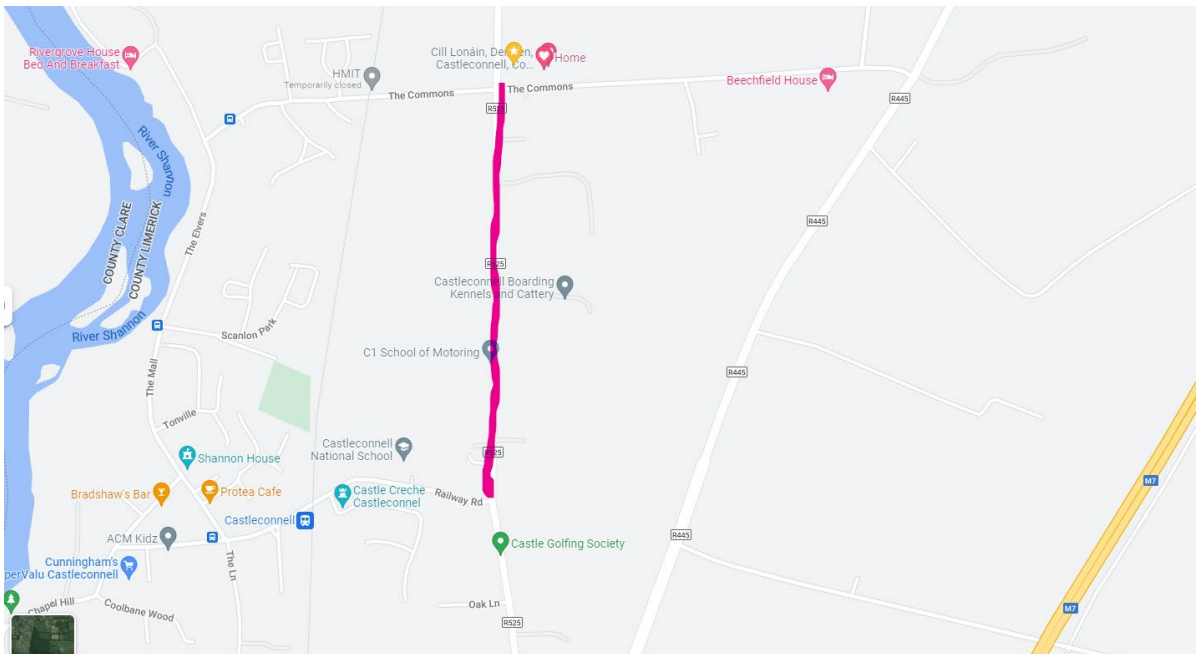 Rivergrove House
Bed And Breakfast
HMIT
Temporarily closed
Cill Lonáin, De
en,
Castleconnell, Co...
Home
The Commons
The Commons
Beechfield House
R445
R525
River Shannon
COUNTY CLARE
COUNTY LIMERICK
The Elvers
R445
R525
Castleconnell Boarding
Kennels and Cattery
River Shannon
Scanlon Park
C1 School of Motoring
The Mall
R445
Tonville
Castleconnell
National School
R525
Shannon House
M7
Bradshaw's Bar
Protea Cafe
Castle Creche
Castleconnel
Railway Rd
Castleconnell
ACM Kidz
Castle Golfing Society
R445
The Ln
Cunningham's
perValu Castleconnell
Chapel Hill
Coolbane Wood
Oak Ln
R525
M7